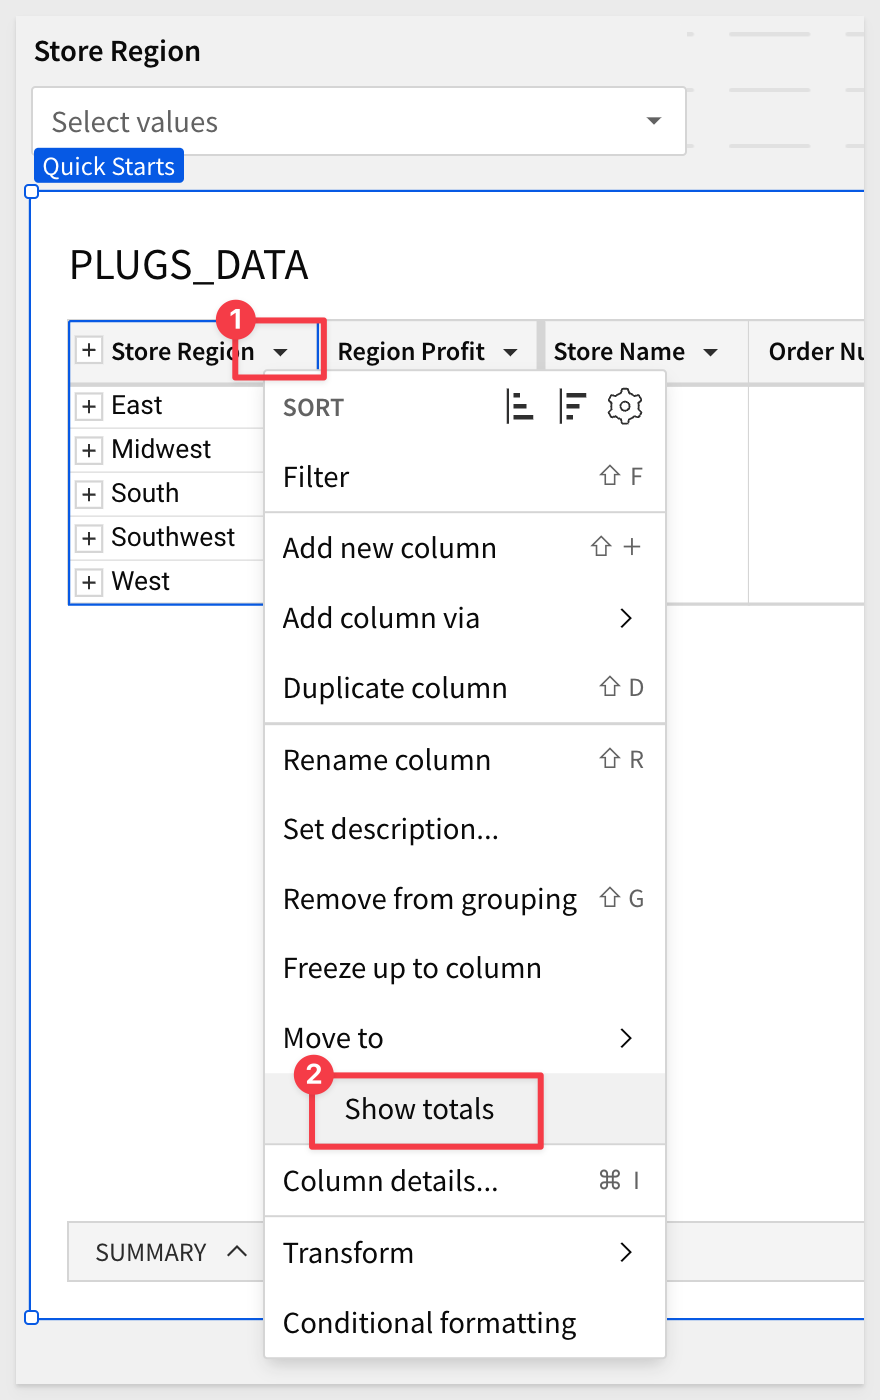 Store Region
Select values
Quick Starts
PLUGS_DATA
1
+ Store Region Region Profit Store Name Order Nu
+ East
+ Midwest
+ South
+ Southwest
+ West
SORT
Filter ⇧ F
Add new column ⇧ +
Add column via
Duplicate column ⇧ D
Rename column ⇧ R
Set description...
Remove from grouping ⇧ G
Freeze up to column
Move to
2
Show totals
Column details... ⌘ I
Transform
Conditional formatting
SUMMARY